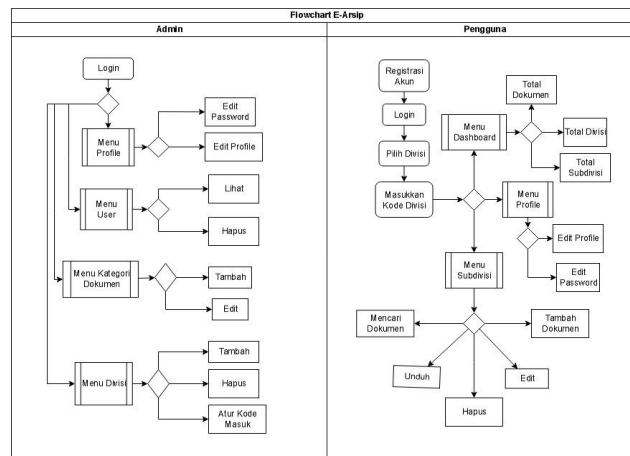 Flowchart E-Arsip
Admin
Pengguna
Login
Menu
Profile
Edit
Password
Edit Profile
Menu
User
Lihat
Hapus
Menu Kategori
Dokumen
Tambah
Edit
Menu Divisi
Tambah
Hapus
Atur Kode
Masuk
Registrasi
Akun
Login
Pilih Divisi
Masukkan
Kode Divisi
Menu
Dashboard
Total
Dokumen
Total Divisi
Total
Subdivisi
Menu
Profile
Edit Profile
Edit
Password
Menu
Subdivisi
Mencari
Dokumen
Tambah
Dokumen
Unduh
Edit
Hapus